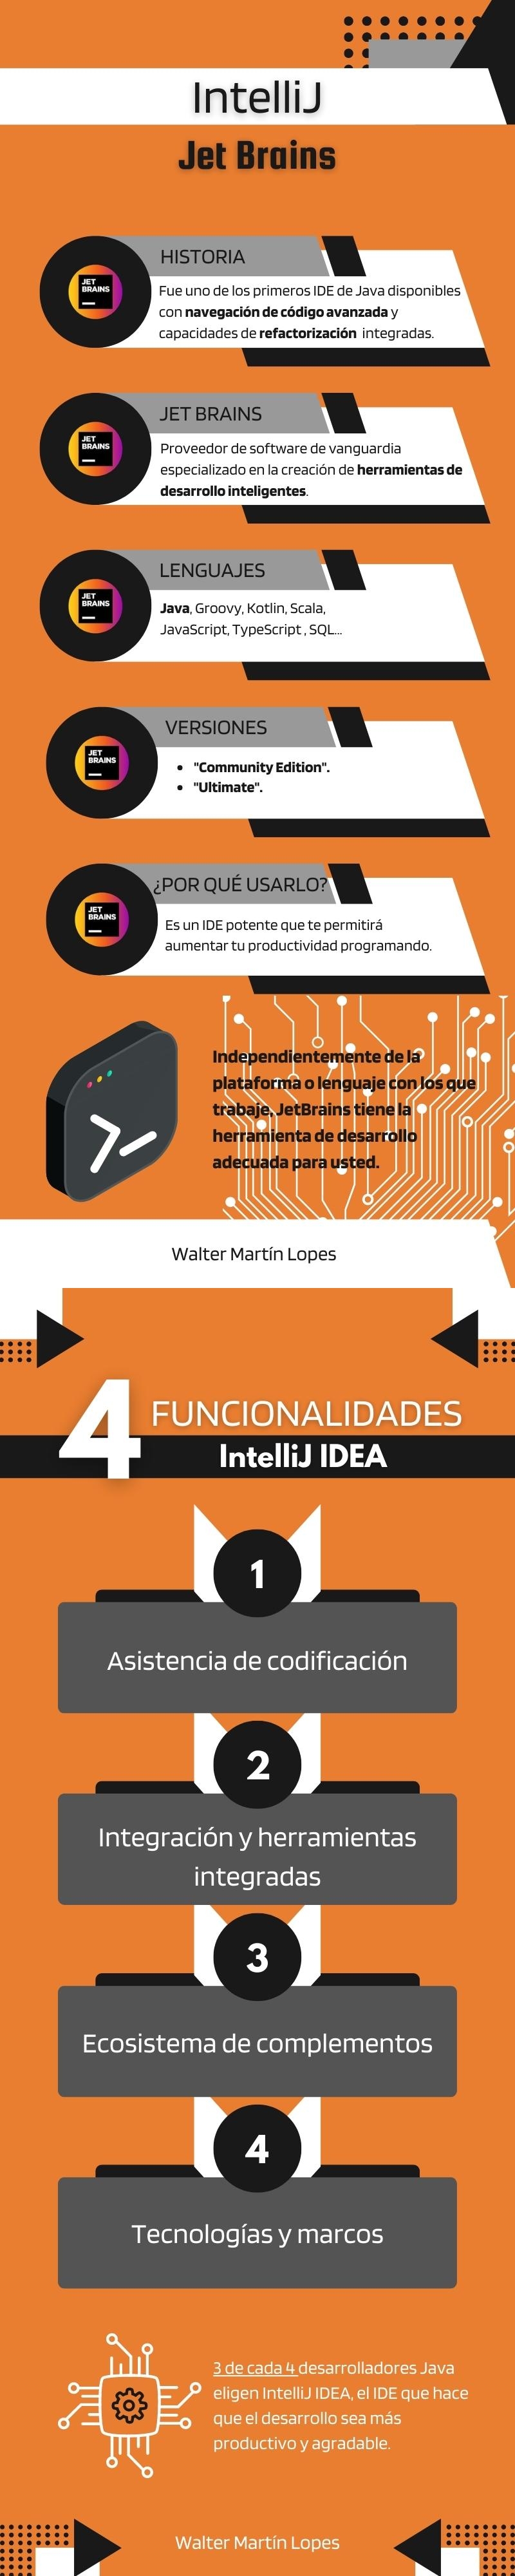 IntelliJ
Jet Brains
HISTORIA
JET
BRAINS
Fue uno de los primeros IDE de Java disponibles
con navegación de código avanzada y
capacidades de refactorización integradas.
JET BRAINS
JET
BRAINS
Proveedor de software de vanguardia
especializado en la creación de herramientas de
desarrollo inteligentes.
LENGUAJES
JET
BRAINS
Java, Groovy, Kotlin, Scala,
JavaScript, TypeScript , SQL...
VERSIONES
JET
BRAINS
• "Community Edition".
• "Ultimate".
¿POR QUÉ USARLO?
JET
BRAINS
Es un IDE potente que te permitirá
aumentar tu productividad programando.
Independientemente de la
plataforma o lenguaje con los que
trabaje, JetBrains tiene la
herramienta de desarrollo
adecuada para usted.
Walter Martín Lopes
4 FUNCIONALIDADES
IntelliJ IDEA
1
Asistencia de codificación
2
Integración y herramientas
integradas
3
Ecosistema de complementos
4
Tecnologías y marcos
3 de cada 4 desarrolladores Java
eligen IntelliJ IDEA, el IDE que hace
que el desarrollo sea más
productivo y agradable.
Walter Martín Lopes